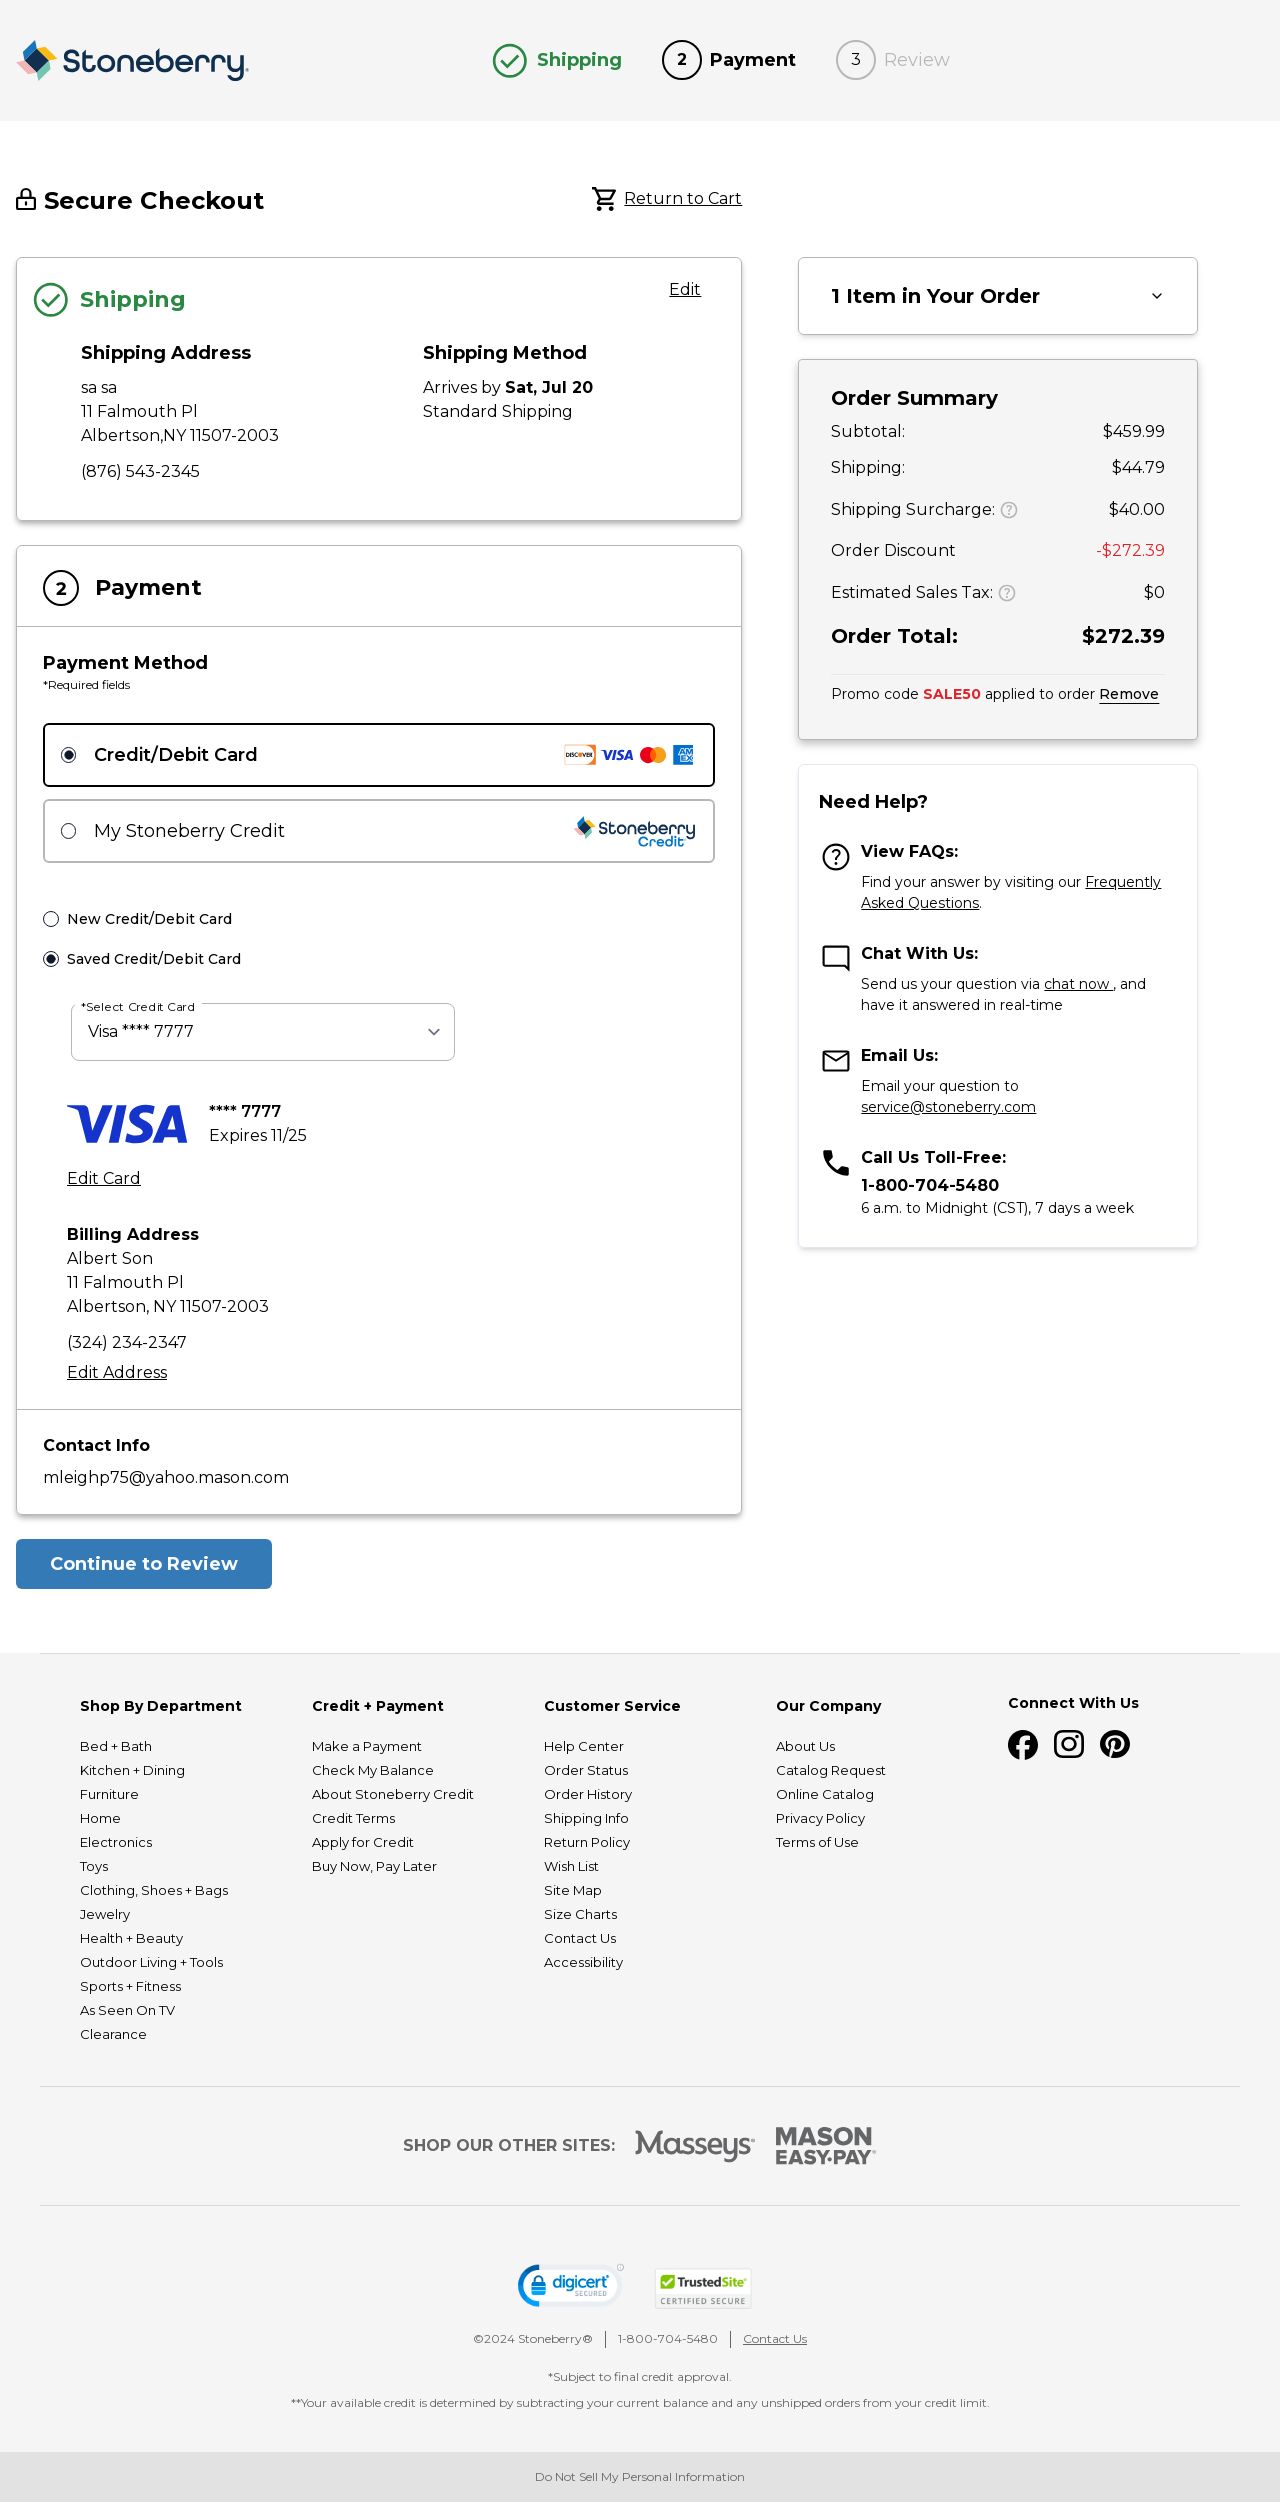 Stoneberry.
Shipping
2 Payment
3 Review
Secure Checkout
Return to Cart
Shipping
Edit
Shipping Address
sa sa
11 Falmouth Pl
Albertson,NY 11507-2003
(876) 543-2345
Shipping Method
Arrives by Sat, Jul 20
Standard Shipping
2 Payment
Payment Method
*Required fields
Credit/Debit Card
DISCOVER VISA AM EX
My Stoneberry Credit
Stoneberry
Credit
New Credit/Debit Card
Saved Credit/Debit Card
*Select Credit Card
Visa **** 7777
VISA
**** 7777
Expires 11/25
Edit Card
Billing Address
Albert Son
11 Falmouth Pl
Albertson, NY 11507-2003
(324) 234-2347
Edit Address
Contact Info
mleighp75@yahoo.mason.com
Continue to Review
1 Item in Your Order
Order Summary
Subtotal: $459.99
Shipping: $44.79
Shipping Surcharge: ? $40.00
Order Discount -$272.39
Estimated Sales Tax: ? $0
Order Total: $272.39
Promo code SALE50 applied to order Remove
Need Help?
View FAQs:
Find your answer by visiting our Frequently
Asked Questions.
Chat With Us:
Send us your question via chat now , and
have it answered in real-time
Email Us:
Email your question to
service@stoneberry.com
Call Us Toll-Free:
1-800-704-5480
6 a.m. to Midnight (CST), 7 days a week
Shop By Department
Bed + Bath
Kitchen + Dining
Furniture
Home
Electronics
Toys
Clothing, Shoes + Bags
Jewelry
Health + Beauty
Outdoor Living + Tools
Sports + Fitness
As Seen On TV
Clearance
Credit + Payment
Make a Payment
Check My Balance
About Stoneberry Credit
Credit Terms
Apply for Credit
Buy Now, Pay Later
Customer Service
Help Center
Order Status
Order History
Shipping Info
Return Policy
Wish List
Site Map
Size Charts
Contact Us
Accessibility
Our Company
About Us
Catalog Request
Online Catalog
Privacy Policy
Terms of Use
Connect With Us
SHOP OUR OTHER SITES:
Masseys
MASON
EASY•PAY
digicert
SECURED
TrustedSite
CERTIFIED SECURE
©2024 Stoneberry® | 1-800-704-5480 | Contact Us
*Subject to final credit approval.
**Your available credit is determined by subtracting your current balance and any unshipped orders from your credit limit.
Do Not Sell My Personal Information